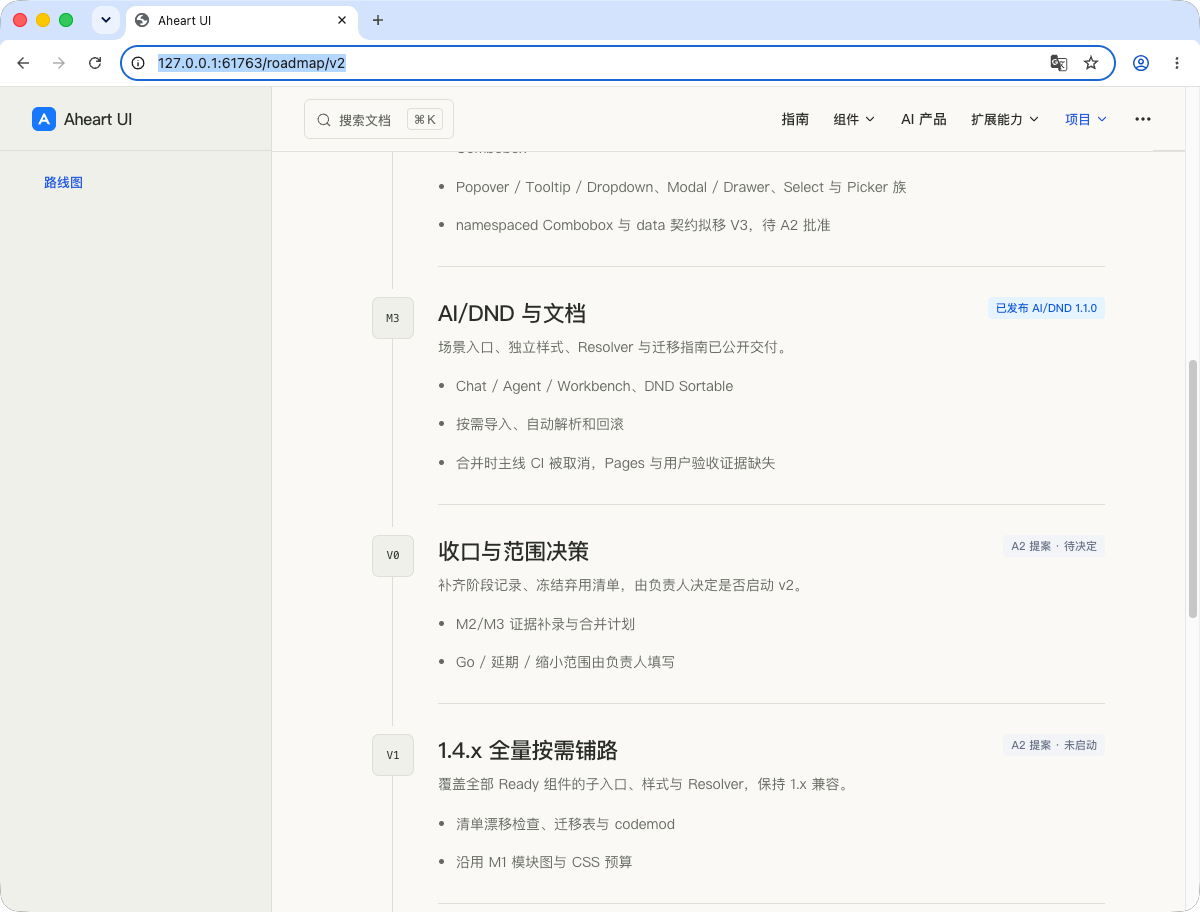 Aheart UI
127.0.0.1:61763/roadmap/v2
Aheart UI
搜索文档 ⌘ K
指南 组件 AI 产品 扩展能力 项目
路线图
Popover / Tooltip / Dropdown、Modal / Drawer、Select 与 Picker 族
namespaced Combobox 与 data 契约拟移 V3，待 A2 批准
M3
AI/DND 与文档
已发布 AI/DND 1.1.0
场景入口、独立样式、Resolver 与迁移指南已公开交付。
Chat / Agent / Workbench、DND Sortable
按需导入、自动解析和回滚
合并时主线 CI 被取消，Pages 与用户验收证据缺失
V0
收口与范围决策
A2 提案 · 待决定
补齐阶段记录、冻结弃用清单，由负责人决定是否启动 v2。
M2/M3 证据补录与合并计划
Go / 延期 / 缩小范围由负责人填写
V1
1.4.x 全量按需铺路
A2 提案 · 未启动
覆盖全部 Ready 组件的子入口、样式与 Resolver，保持 1.x 兼容。
清单漂移检查、迁移表与 codemod
沿用 M1 模块图与 CSS 预算